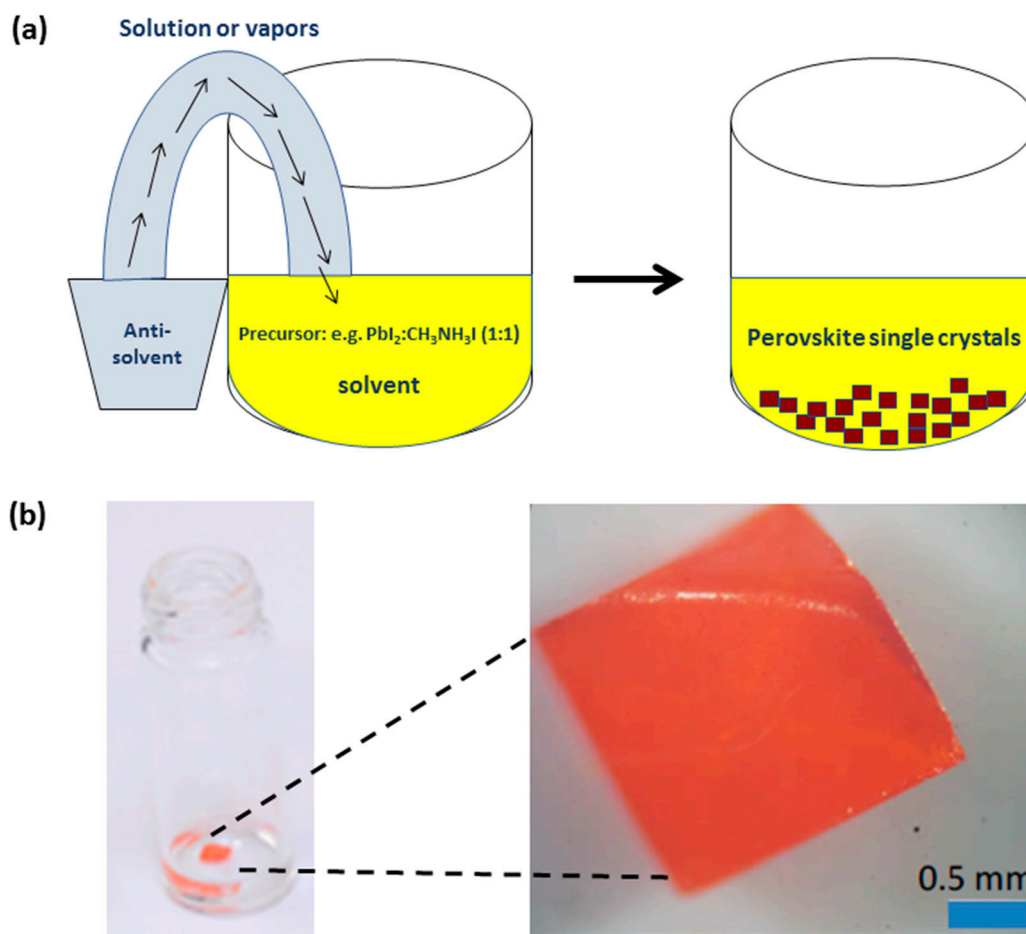 (a)
Solution or vapors
Anti-
solvent
Precursor: e.g. PbI₂:CH₃NH₃I (1:1)
solvent
Perovskite single crystals
(b)
0.5 mm